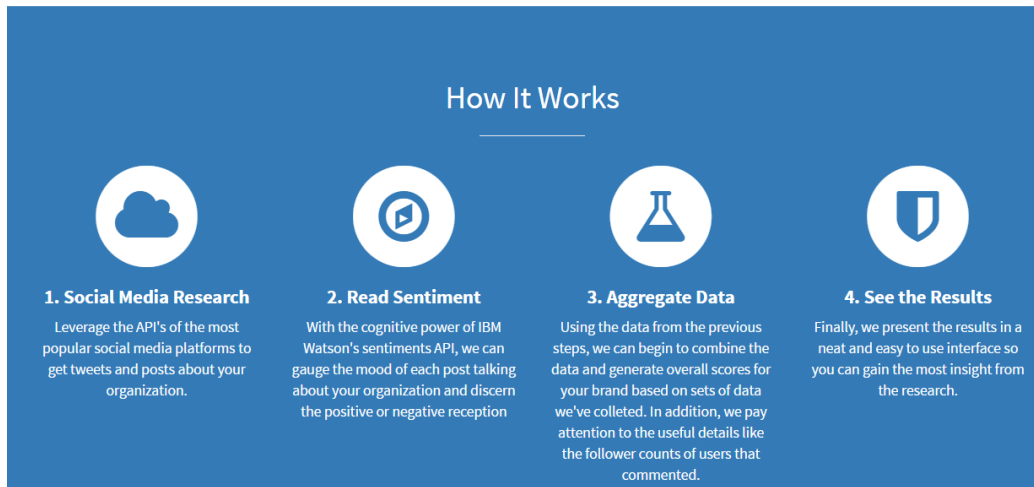 How It Works
1. Social Media Research
Leverage the API's of the most
popular social media platforms to
get tweets and posts about your
organization.
2. Read Sentiment
With the cognitive power of IBM
Watson's sentiments API, we can
gauge the mood of each post talking
about your organization and discern
the positive or negative reception
3. Aggregate Data
Using the data from the previous
steps, we can begin to combine the
data and generate overall scores for
your brand based on sets of data
we've colleted. In addition, we pay
attention to the useful details like
the follower counts of users that
commented.
4. See the Results
Finally, we present the results in a
neat and easy to use interface so
you can gain the most insight from
the research.